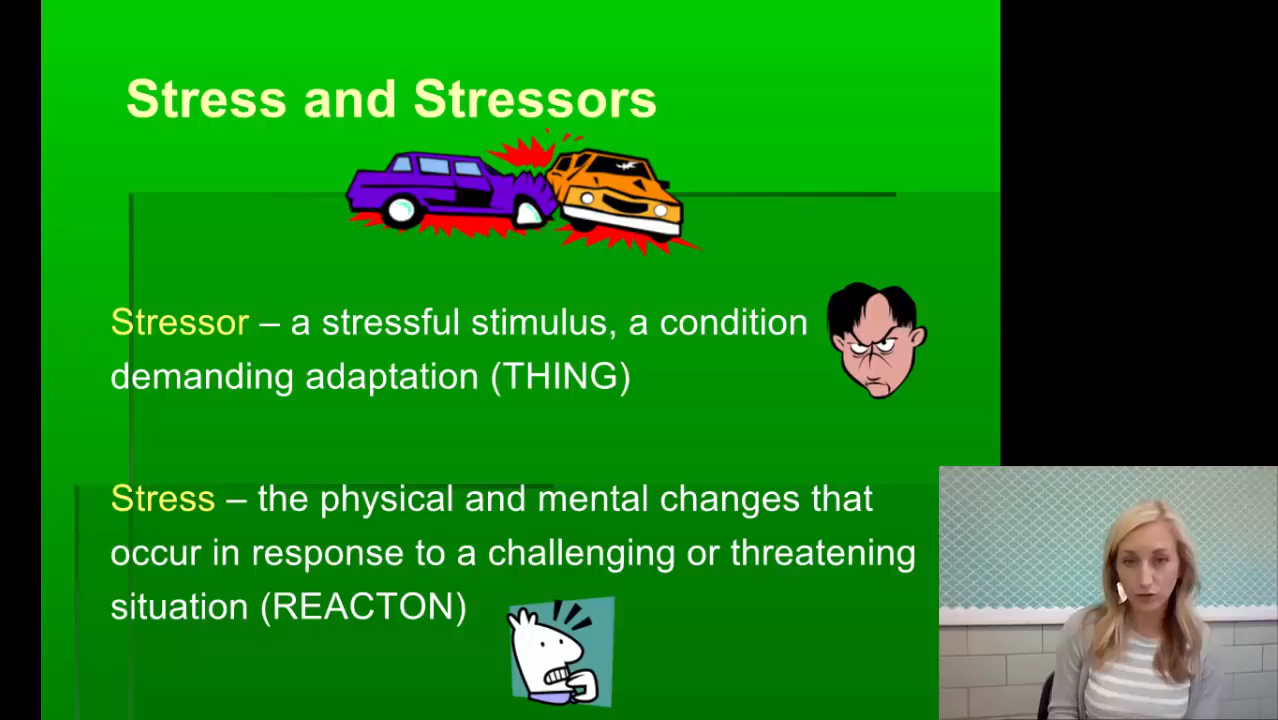 Stress and Stressors
Stressor – a stressful stimulus, a condition
demanding adaptation (THING)
Stress – the physical and mental changes that
occur in response to a challenging or threatening
situation (REACTON)